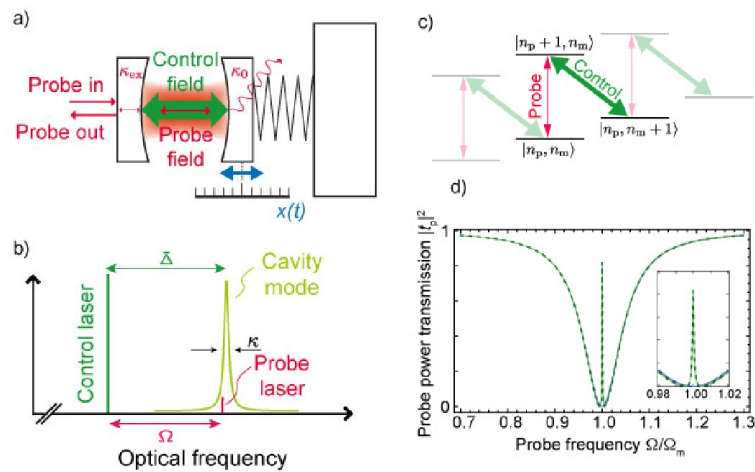 a)
κex
Control
field
κ0
Probe in
Probe out
Probe
field
x(t)
b)
Control laser
Δ̄
Cavity
mode
κ
Probe
laser
Ω
Optical frequency
c)
|np + 1, nm⟩
Probe
Control
|np, nm⟩
|np, nm + 1⟩
d)
Probe power transmission |tp|²
1
0
0.98 1.00 1.02
0.7 0.8 0.9 1.0 1.1 1.2 1.3
Probe frequency Ω/Ωm